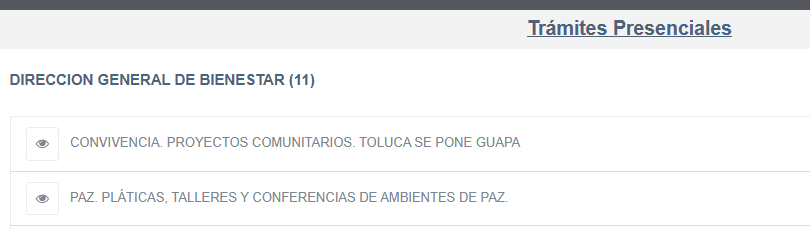 Trámites Presenciales
DIRECCION GENERAL DE BIENESTAR (11)
CONVIVENCIA. PROYECTOS COMUNITARIOS. TOLUCA SE PONE GUAPA
PAZ. PLÁTICAS, TALLERES Y CONFERENCIAS DE AMBIENTES DE PAZ.